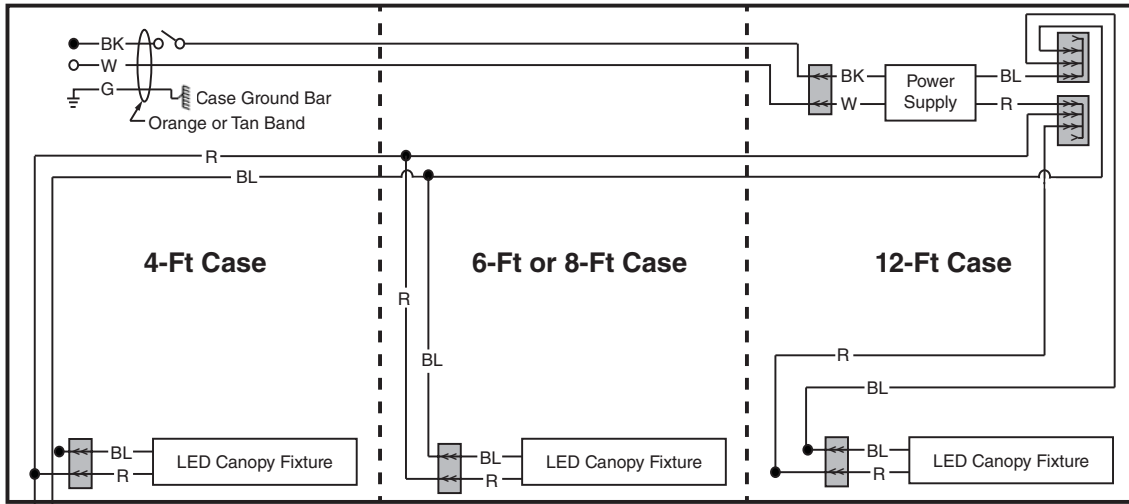 BK
W
G
Case Ground Bar
Orange or Tan Band
BK
W
Power
Supply
BL
R
R
BL
4-Ft Case
6-Ft or 8-Ft Case
12-Ft Case
R
BL
R
BL
BL
R
LED Canopy Fixture
BL
R
LED Canopy Fixture
BL
R
LED Canopy Fixture